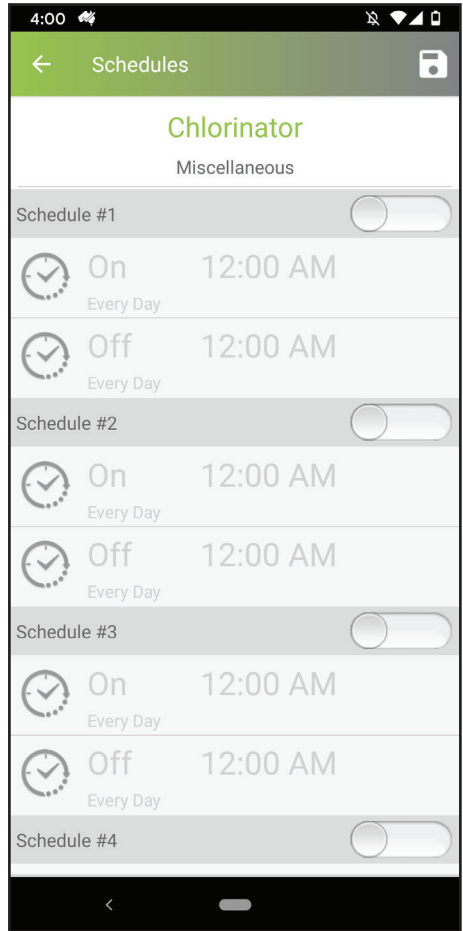 4:00
Schedules
Chlorinator
Miscellaneous
Schedule #1
On 12:00 AM
Every Day
Off 12:00 AM
Every Day
Schedule #2
On 12:00 AM
Every Day
Off 12:00 AM
Every Day
Schedule #3
On 12:00 AM
Every Day
Off 12:00 AM
Every Day
Schedule #4